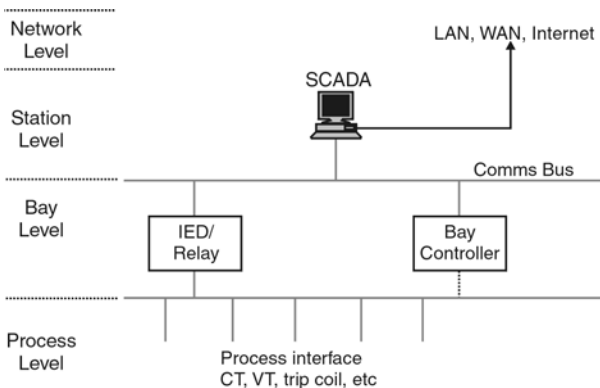 Network
Level
LAN, WAN, Internet
SCADA
Station
Level
Comms Bus
Bay
Level
IED/
Relay
Bay
Controller
Process
Level
Process interface
CT, VT, trip coil, etc